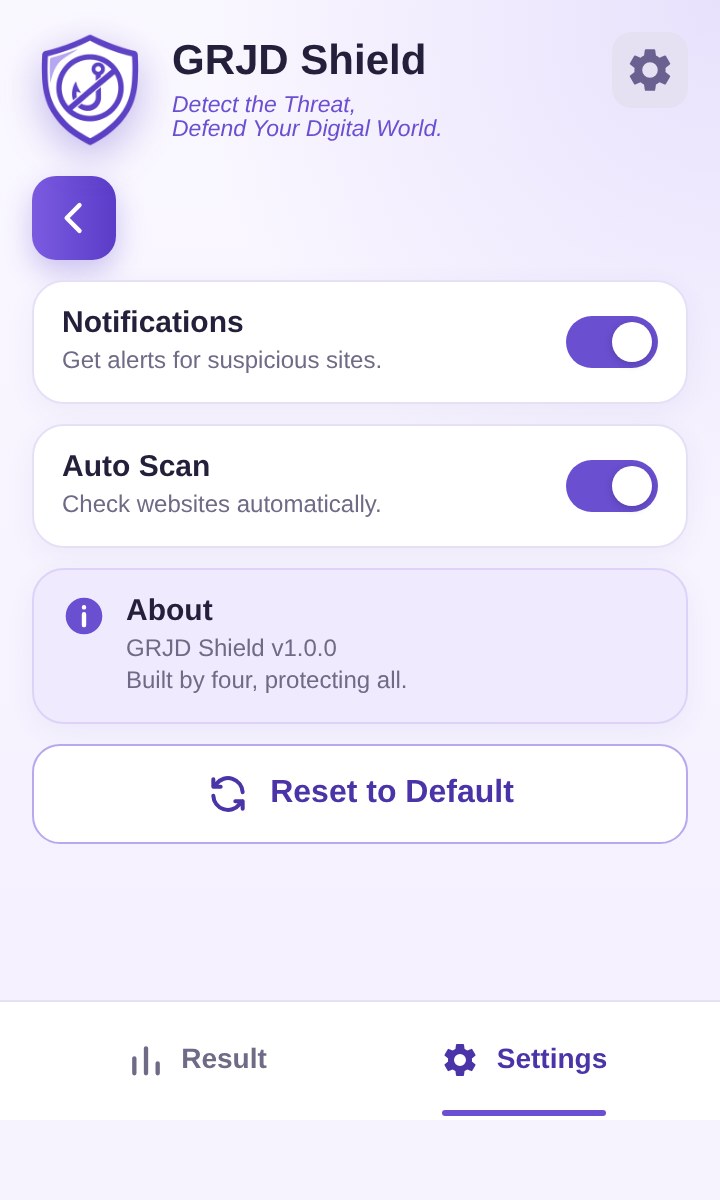 GRJD Shield
Detect the Threat,
Defend Your Digital World.
Notifications
Get alerts for suspicious sites.
Auto Scan
Check websites automatically.
About
GRJD Shield v1.0.0
Built by four, protecting all.
Reset to Default
Result
Settings